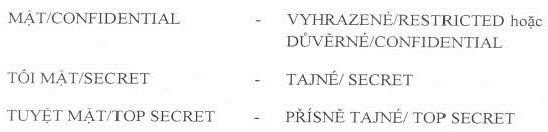 MẬT/CONFIDENTIAL - VYHRAZENÉ/RESTRICTED hoặc
DŮVĚRNÉ/CONFIDENTIAL
TỐI MẬT/SECRET - TAJNÉ/ SECRET
TUYỆT MẬT/TOP SECRET - PŘÍSNĚ TAJNÉ/ TOP SECRET